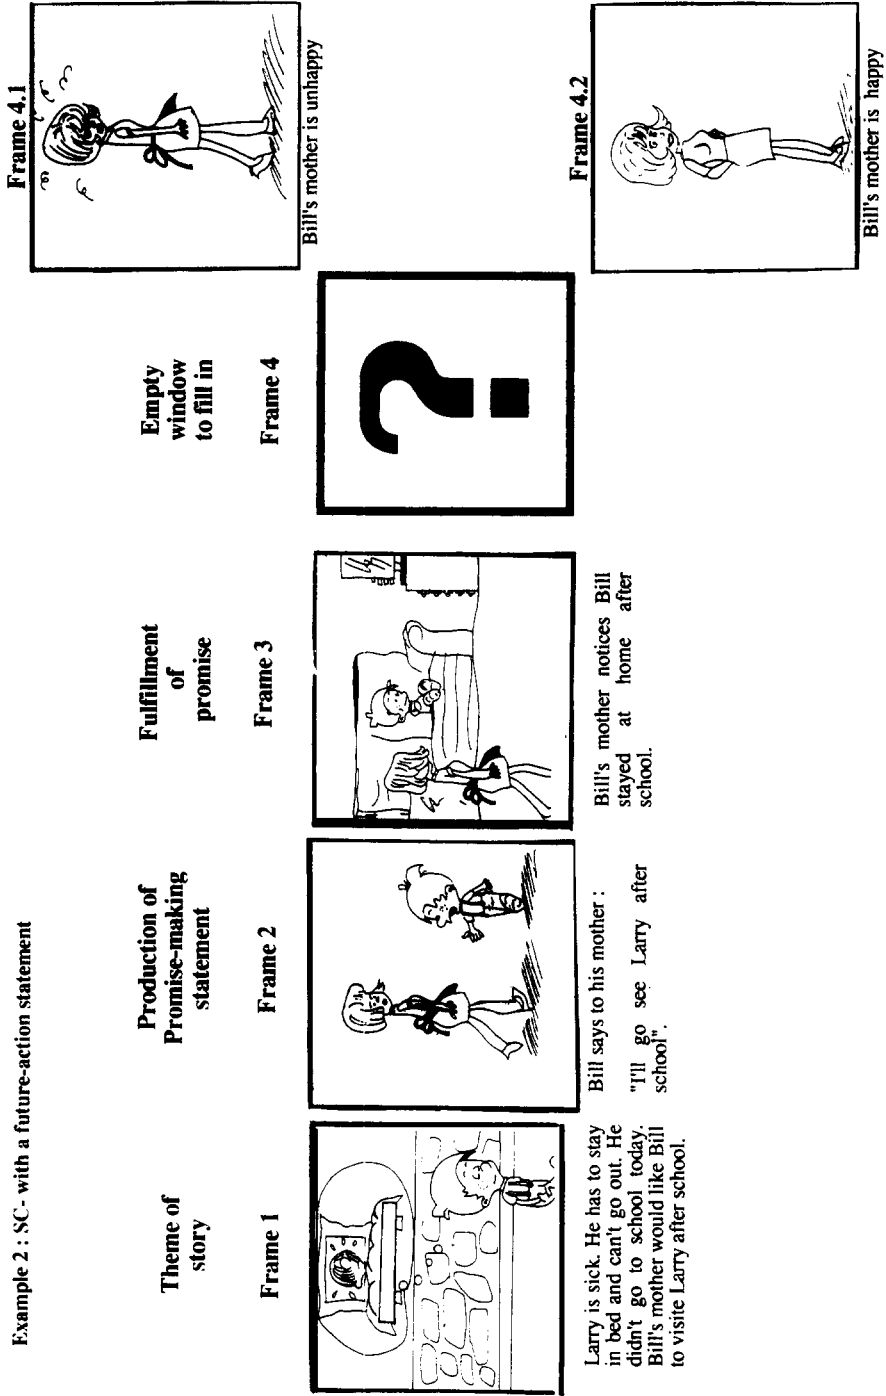 Example 2 : SC- with a future-action statement
Theme of
story
Frame 1
Larry is sick. He has to stay
in bed and can't go out. He
didn't go to school today.
Bill's mother would like Bill
to visite Larry after school.
Production of
Promise-making
statement
Frame 2
Bill says to his mother :
"I'll go see Larry after
school".
Fulfillment
of
promise
Frame 3
Bill's mother notices Bill
stayed at home after
school.
Empty
window
to fill in
Frame 4
?
Frame 4.1
Bill's mother is unhappy
Frame 4.2
Bill's mother is happy